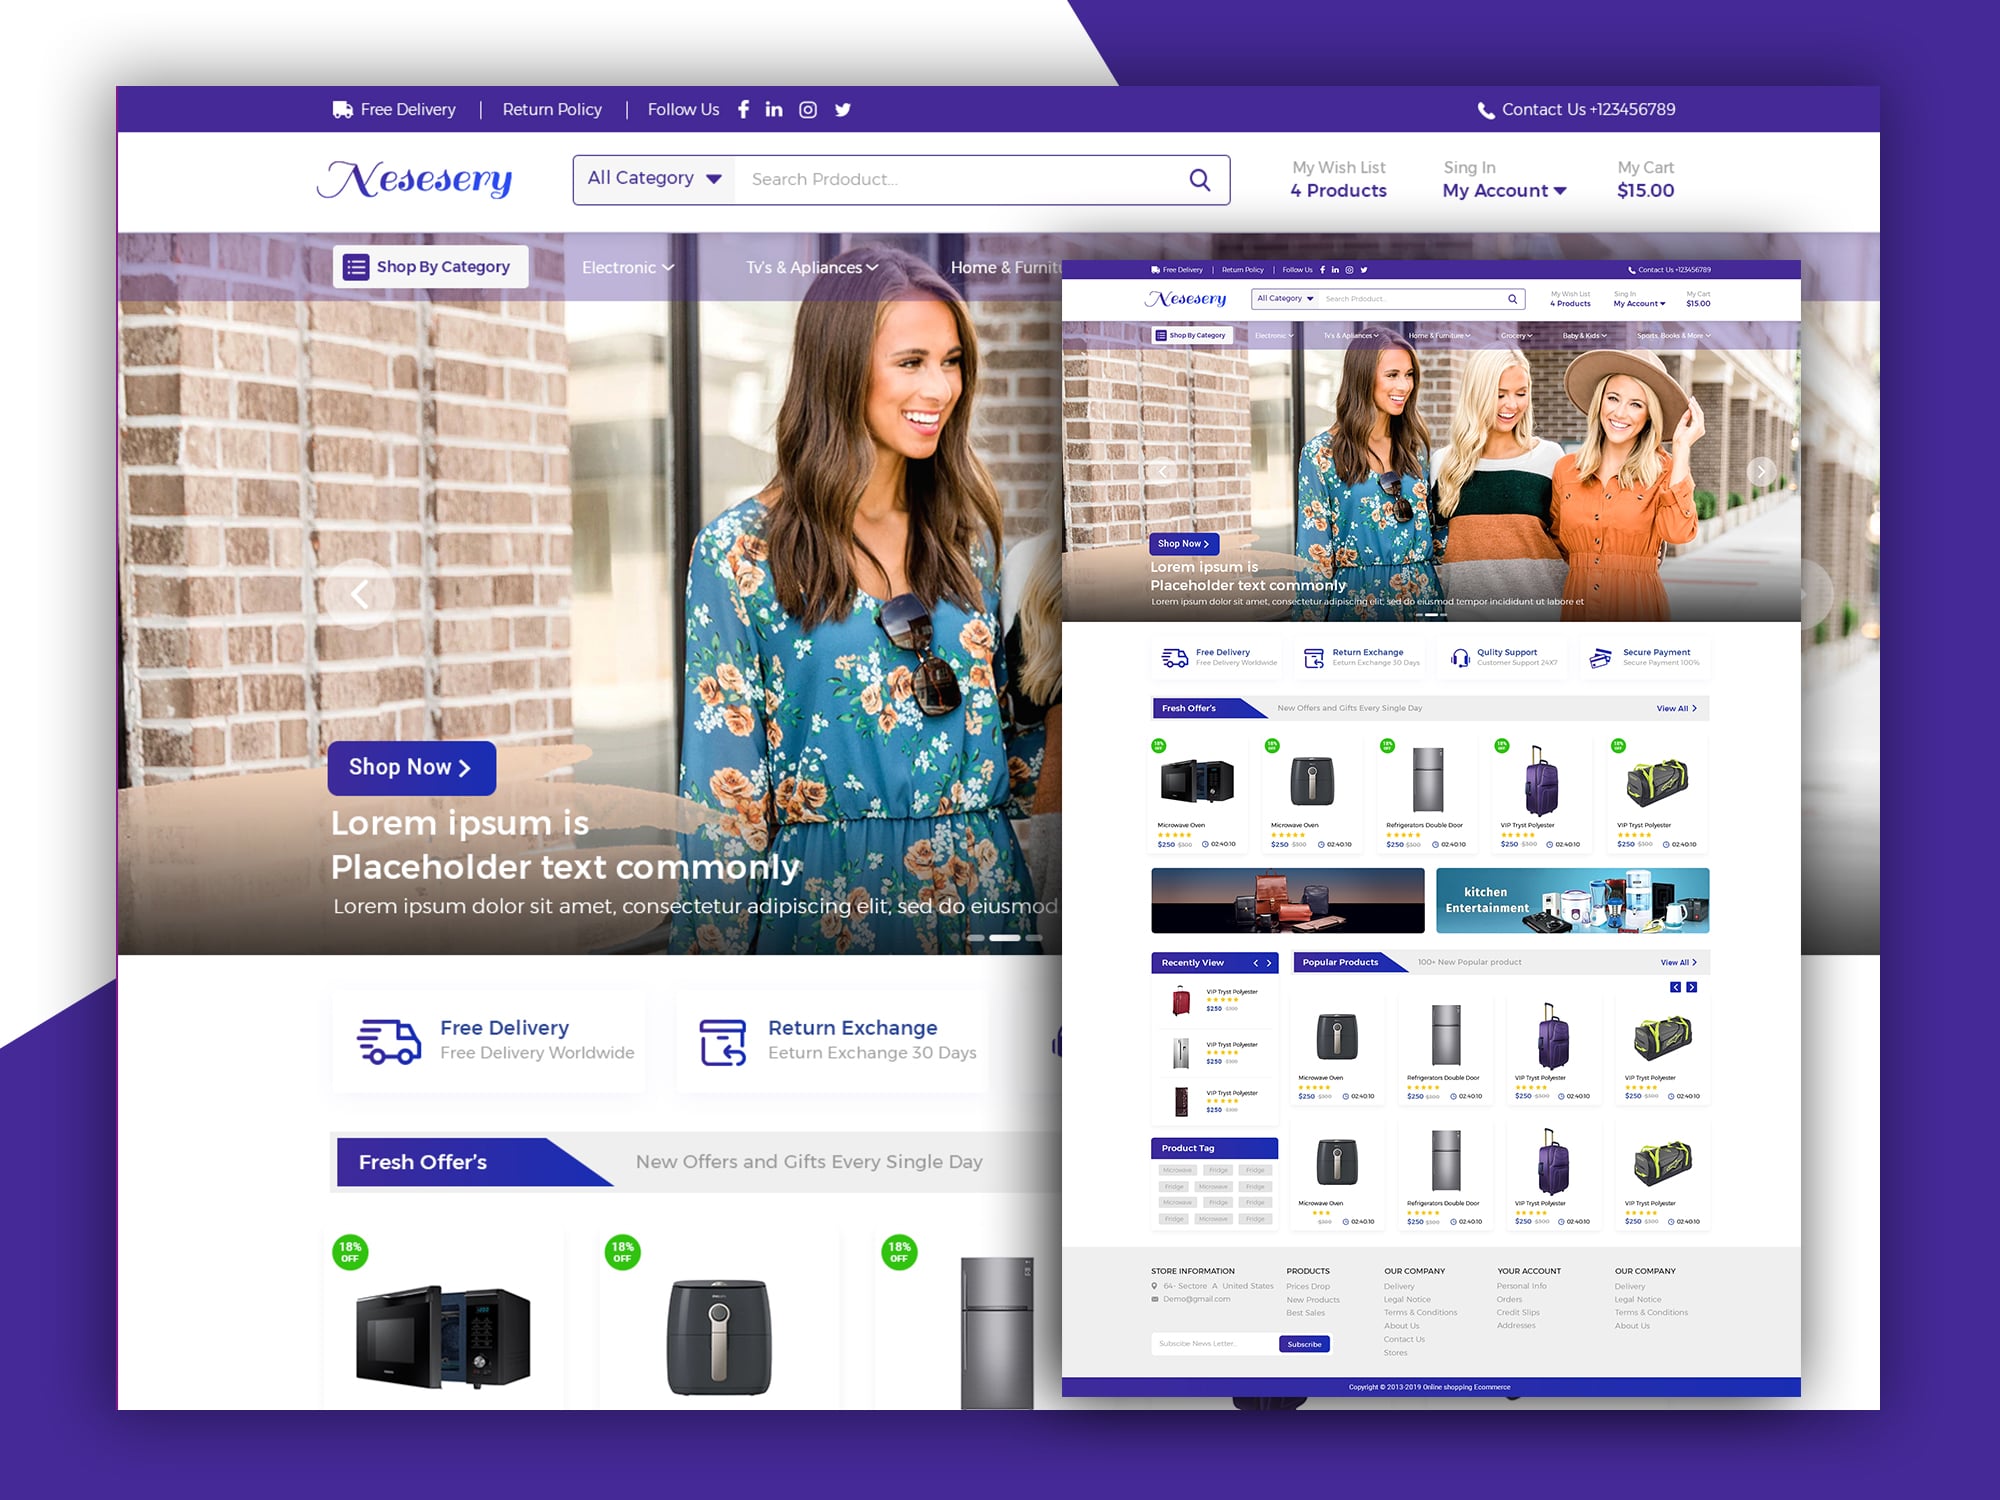 Free Delivery | Return Policy | Follow Us
Contact Us +123456789
Nesesery
All Category
Search Prdoduct...
My Wish List
4 Products
Sing In
My Account
My Cart
$15.00
Shop By Category
Electronic
Tv's & Apliances
Home & Furnitu
Shop Now
Lorem ipsum is
Placeholder text commonly
Lorem ipsum dolor sit amet, consectetur adipiscing elit, sed do eiusmod
Free Delivery
Free Delivery Worldwide
Return Exchange
Eeturn Exchange 30 Days
Fresh Offer's
New Offers and Gifts Every Single Day
18%
OFF
18%
OFF
18%
OFF
Free Delivery | Return Policy | Follow Us
Contact Us +123456789
Nesesery
All Category
Search Prdoduct...
My Wish List
4 Products
Sing In
My Account
My Cart
$15.00
Shop By Category
Electronic
Tv's & Apliances
Home & Furniture
Grocery
Baby & Kids
Sports, Books & More
Shop Now
Lorem ipsum is
Placeholder text commonly
Lorem ipsum dolor sit amet, consectetur adipiscing elit, sed do eiusmod tempor incididunt ut labore et
Free Delivery
Free Delivery Worldwide
Return Exchange
Eeturn Exchange 30 Days
Qulity Support
Customer Support 24X7
Secure Payment
Secure Payment 100%
Fresh Offer's
New Offers and Gifts Every Single Day
View All
18%
OFF
Microwave Oven
$250 $300 02:40:10
18%
OFF
Microwave Oven
$250 $300 02:40:10
18%
OFF
Refrigerators Double Door
$250 $300 02:40:10
18%
OFF
VIP Tryst Polyester
$250 $300 02:40:10
18%
OFF
VIP Tryst Polyester
$250 $300 02:40:10
kitchen
Entertainment
Recently View
VIP Tryst Polyester
$250 $300
VIP Tryst Polyester
$250 $300
VIP Tryst Polyester
$250 $300
Product Tag
Microwave Fridge Fridge
Fridge Microwave Fridge
Microwave Fridge Fridge
Fridge Microwave Fridge
Popular Products
100+ New Popular product
View All
Microwave Oven
$250 $300 02:40:10
Refrigerators Double Door
$250 $300 02:40:10
VIP Tryst Polyester
$250 $300 02:40:10
VIP Tryst Polyester
$250 $300 02:40:10
Microwave Oven
$300 02:40:10
Refrigerators Double Door
$250 $300 02:40:10
VIP Tryst Polyester
$250 $300 02:40:10
VIP Tryst Polyester
$250 $300 02:40:10
STORE INFORMATION
64- Sectore A United States
Demo@gmail.com
Subscibe News Letter...
Subscribe
PRODUCTS
Prices Drop
New Products
Best Sales
OUR COMPANY
Delivery
Legal Notice
Terms & Conditions
About Us
Contact Us
Stores
YOUR ACCOUNT
Personal Info
Orders
Credit Slips
Addresses
OUR COMPANY
Delivery
Legal Notice
Terms & Conditions
About Us
Copyright © 2013-2019 Online shopping Ecommerce